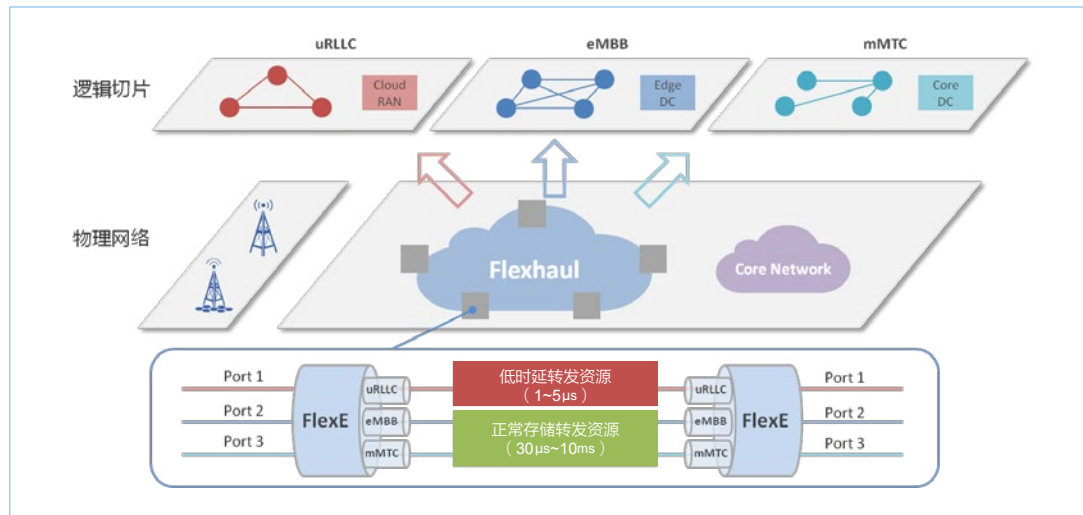 uRLLC
eMBB
mMTC
逻辑切片
Cloud
RAN
Edge
DC
Core
DC
物理网络
Flexhaul
Core Network
Port 1
Port 2
Port 3
FlexE
uRLLC
eMBB
mMTC
低时延转发资源
（1~5μs）
正常存储转发资源
（30μs~10ms）
uRLLC
eMBB
mMTC
FlexE
Port 1
Port 2
Port 3